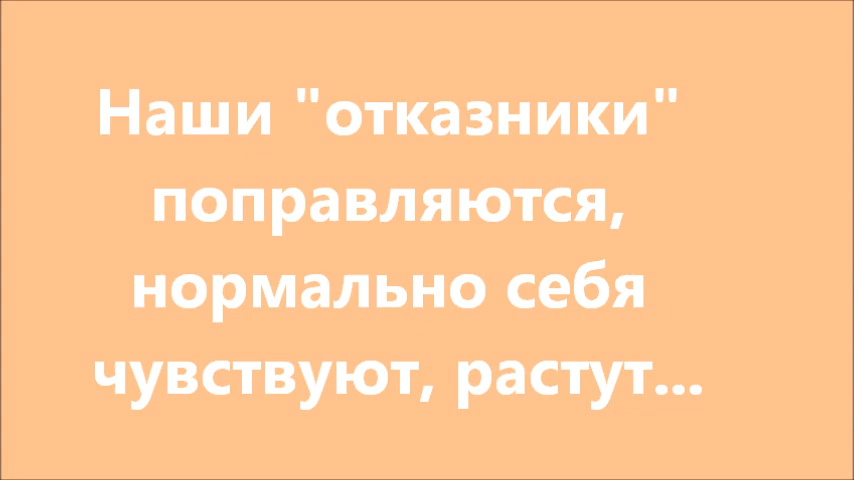 Наши "отказники"
поправляются,
нормально себя
чувствуют, растут...